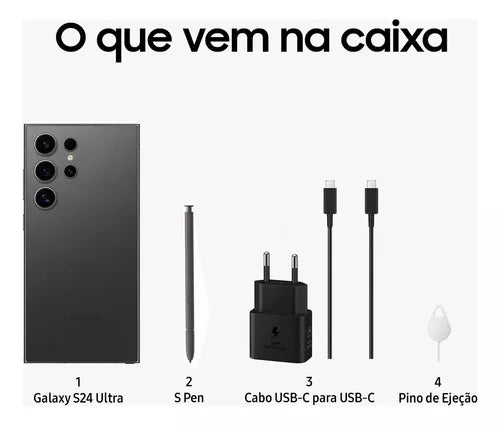 O que vem na caixa
1
Galaxy S24 Ultra
2
S Pen
3
Cabo USB-C para USB-C
4
Pino de Ejeção